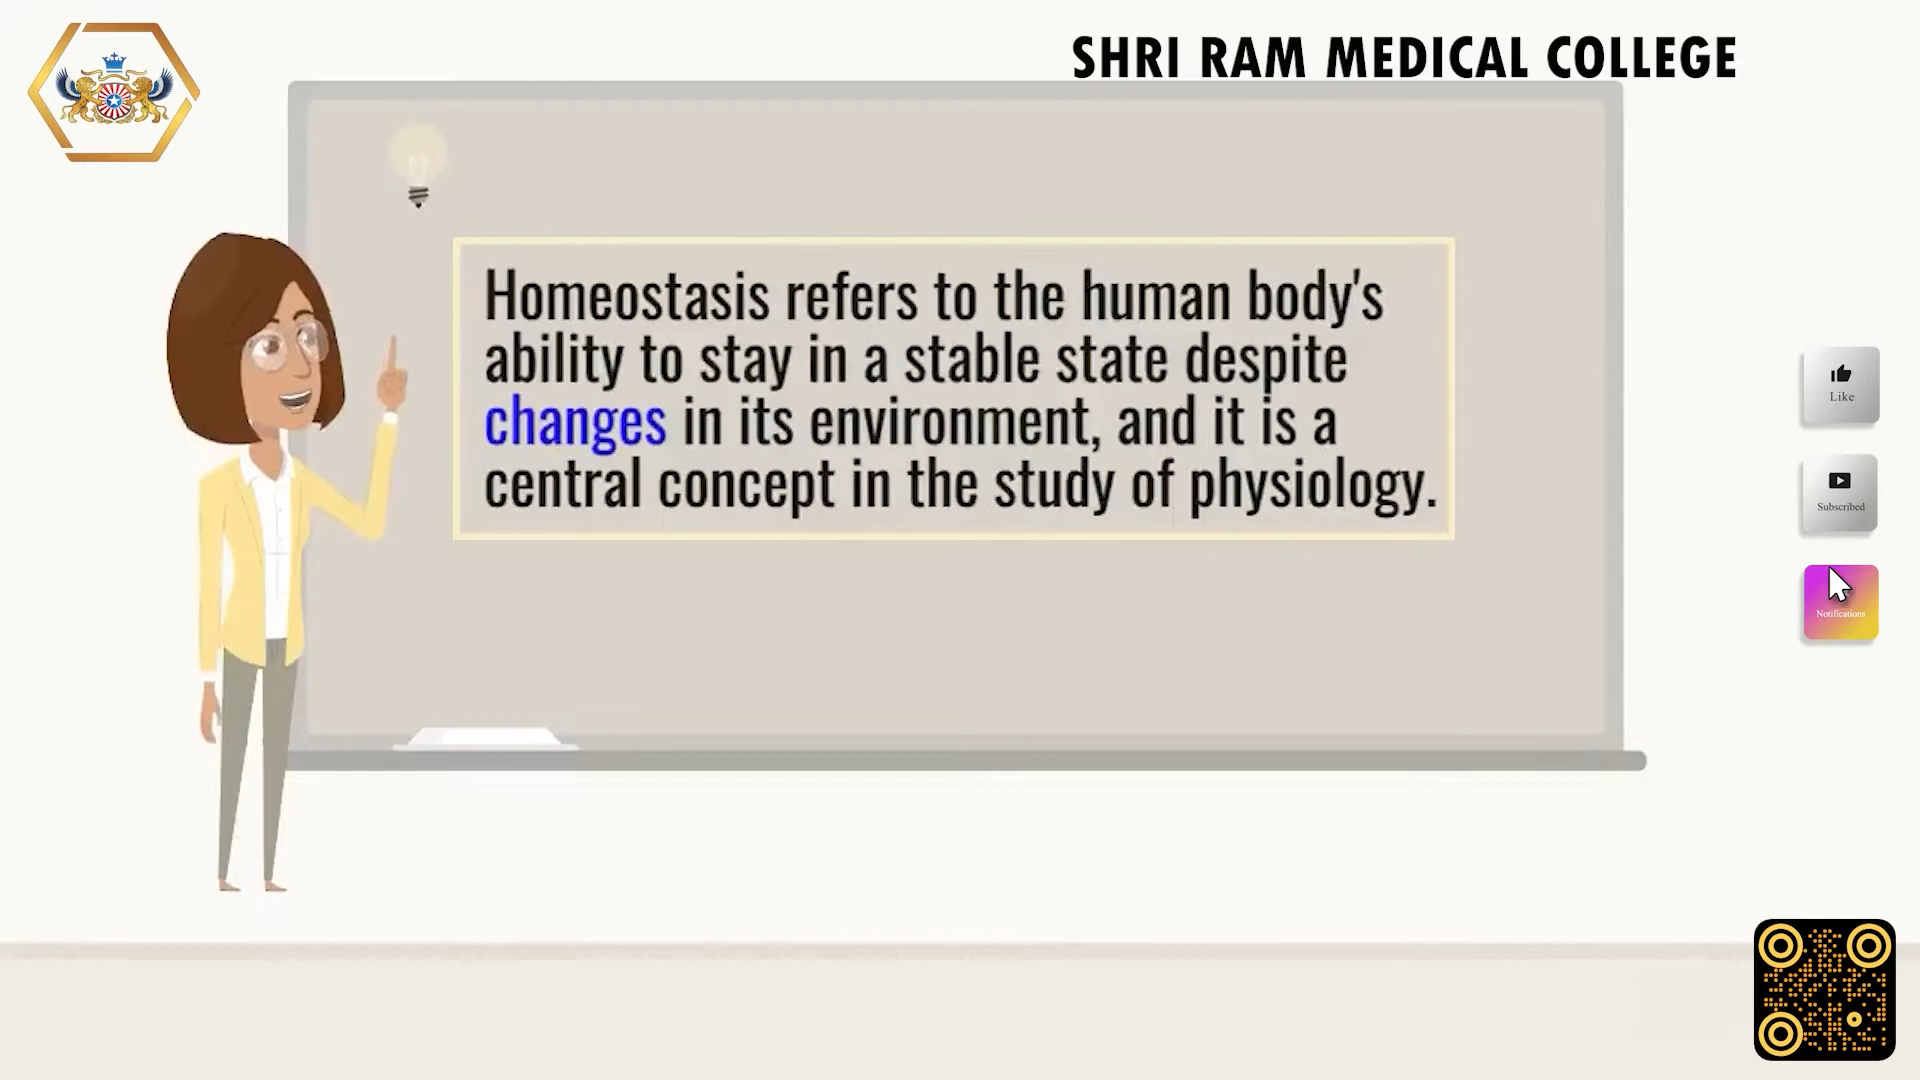 SHRI RAM MEDICAL COLLEGE
Homeostasis refers to the human body's
ability to stay in a stable state despite
changes in its environment, and it is a
central concept in the study of physiology.
Like
Subscribed
Notifications